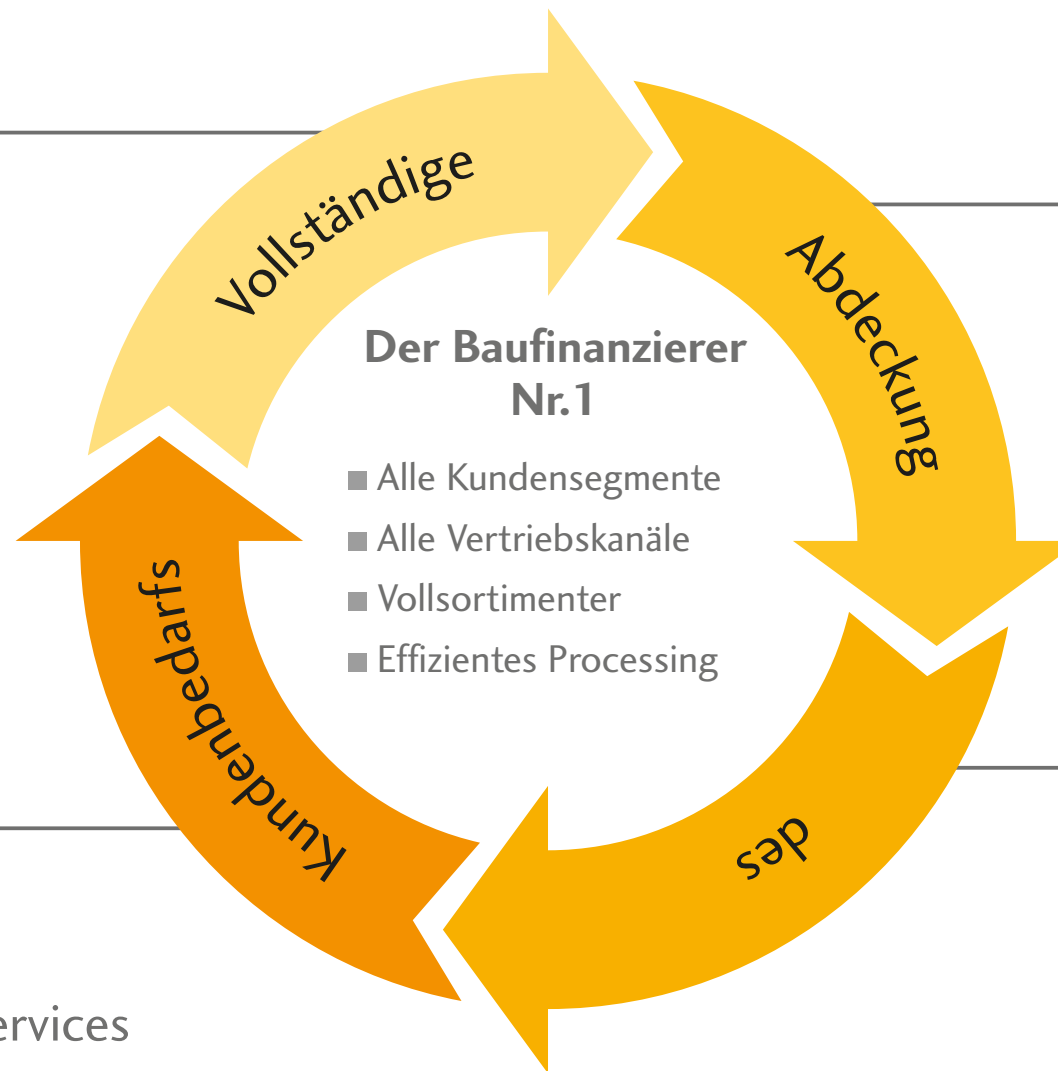 Vollständige
Abdeckung
des
Kundenbedarfs
Der Baufinanzierer
Nr.1
Alle Kundensegmente
Alle Vertriebskanäle
Vollsortimenter
Effizientes Processing
ervices